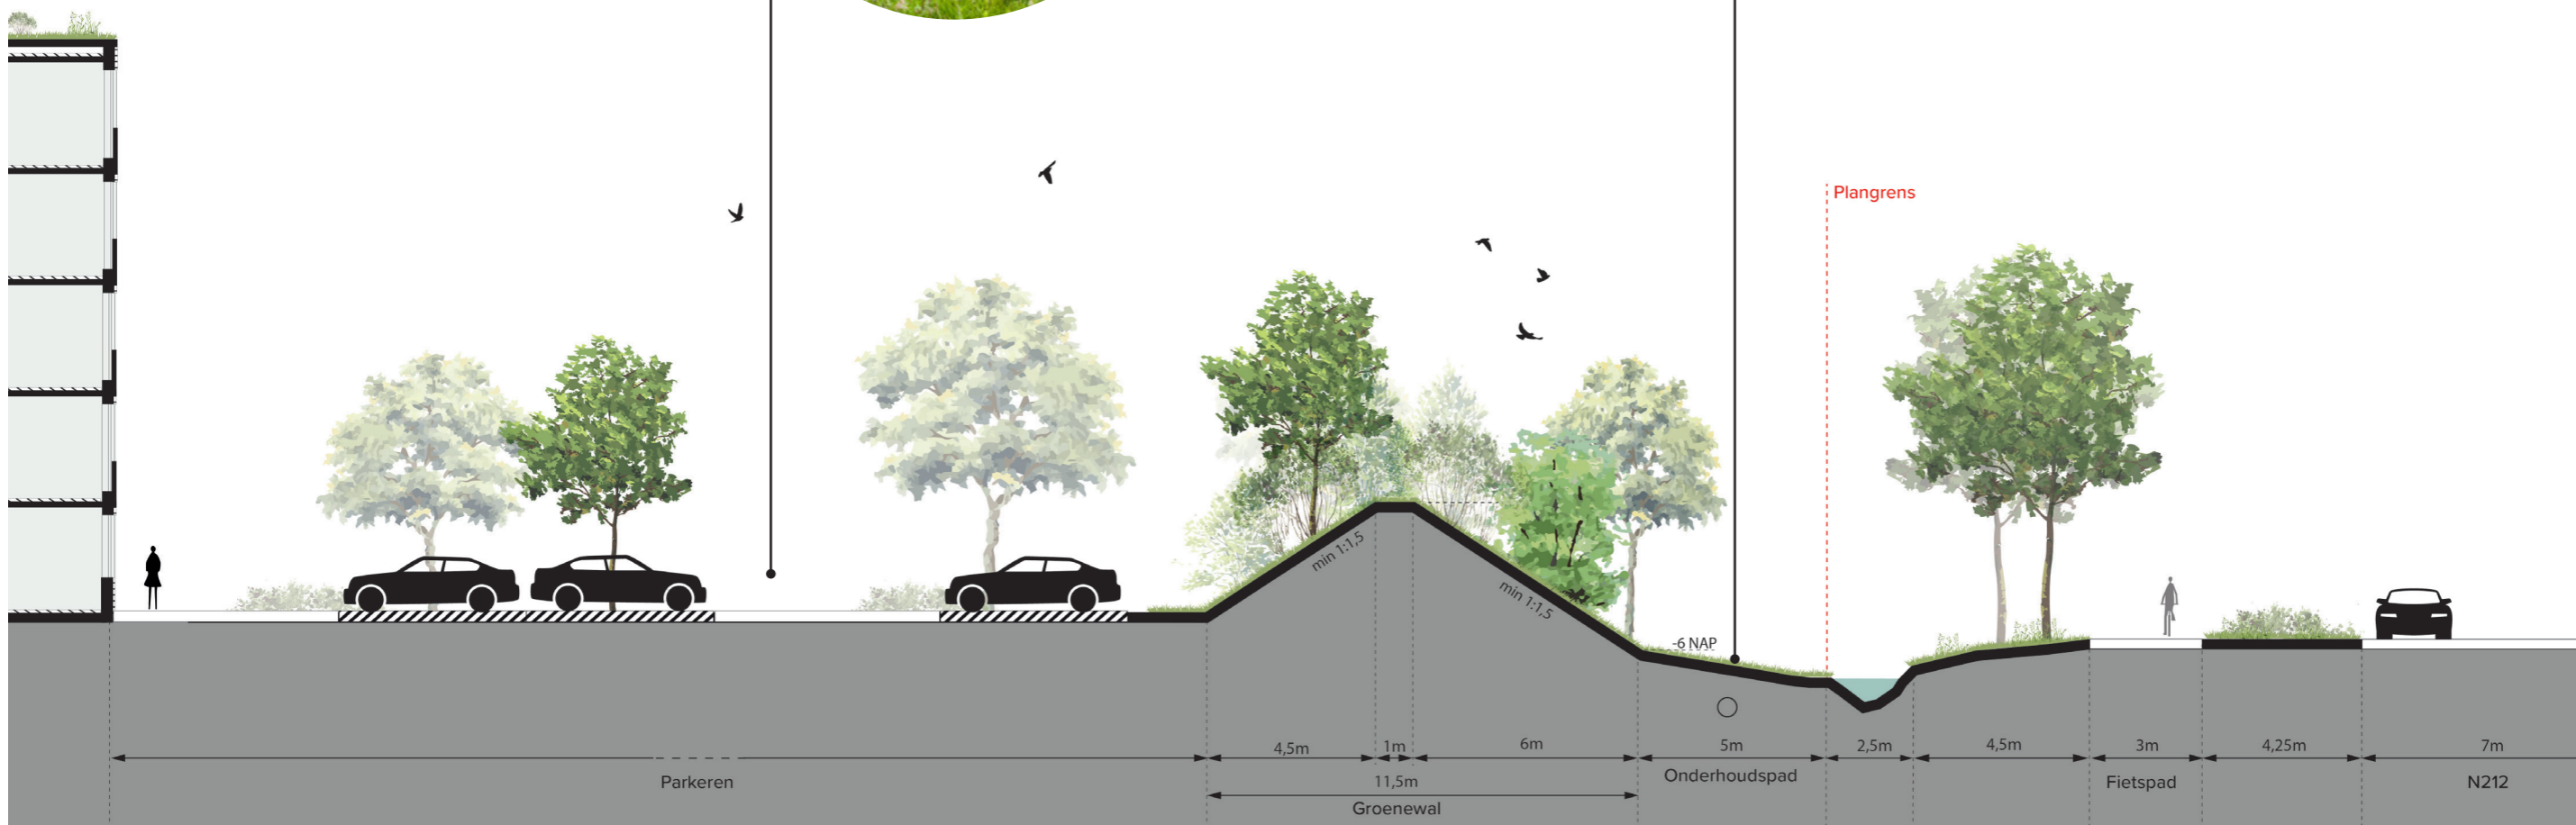 Plangrens
min 1:1,5
min 1:1,5
-6 NAP
4,5m
1m
6m
5m
2,5m
4,5m
3m
4,25m
7m
Parkeren
11,5m
Onderhoudspad
Fietspad
N212
Groenewal